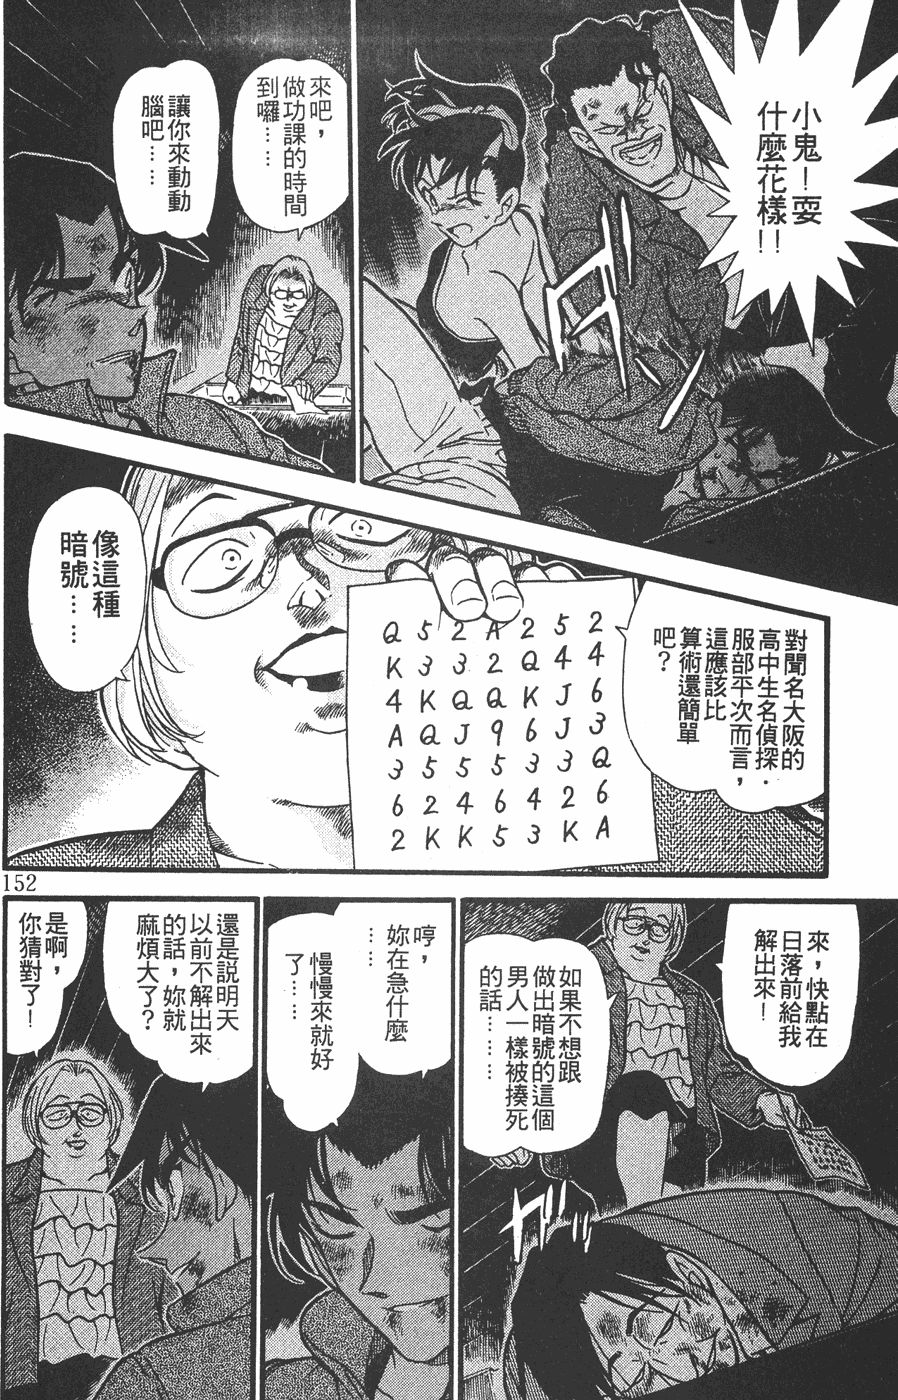 小鬼!耍
什麼花樣!!
來吧，
做功課的時間
到囉……
讓你來動動
腦吧……
對聞名大阪的
高中生名偵探·
服部平次而言，
這應該比
算術還簡單
吧?
Q 5 2 A 2 5 2
K 3 3 2 Q 4 4
4 K Q Q K J 6
A Q J 9 6 J 3
3 5 5 5 3 3 Q
6 2 4 6 4 2 6
2 K K 5 3 K A
像這種
暗號……
152
來，快點在
日落前給我
解出來!
如果不想跟
做出暗號的這個
男人一樣被揍死
的話……
哼，
妳在急什麼
……
慢慢來就好
了……
還是說明天
以前不解出來
的話，妳就
麻煩大了?
是啊，
你猜對了!